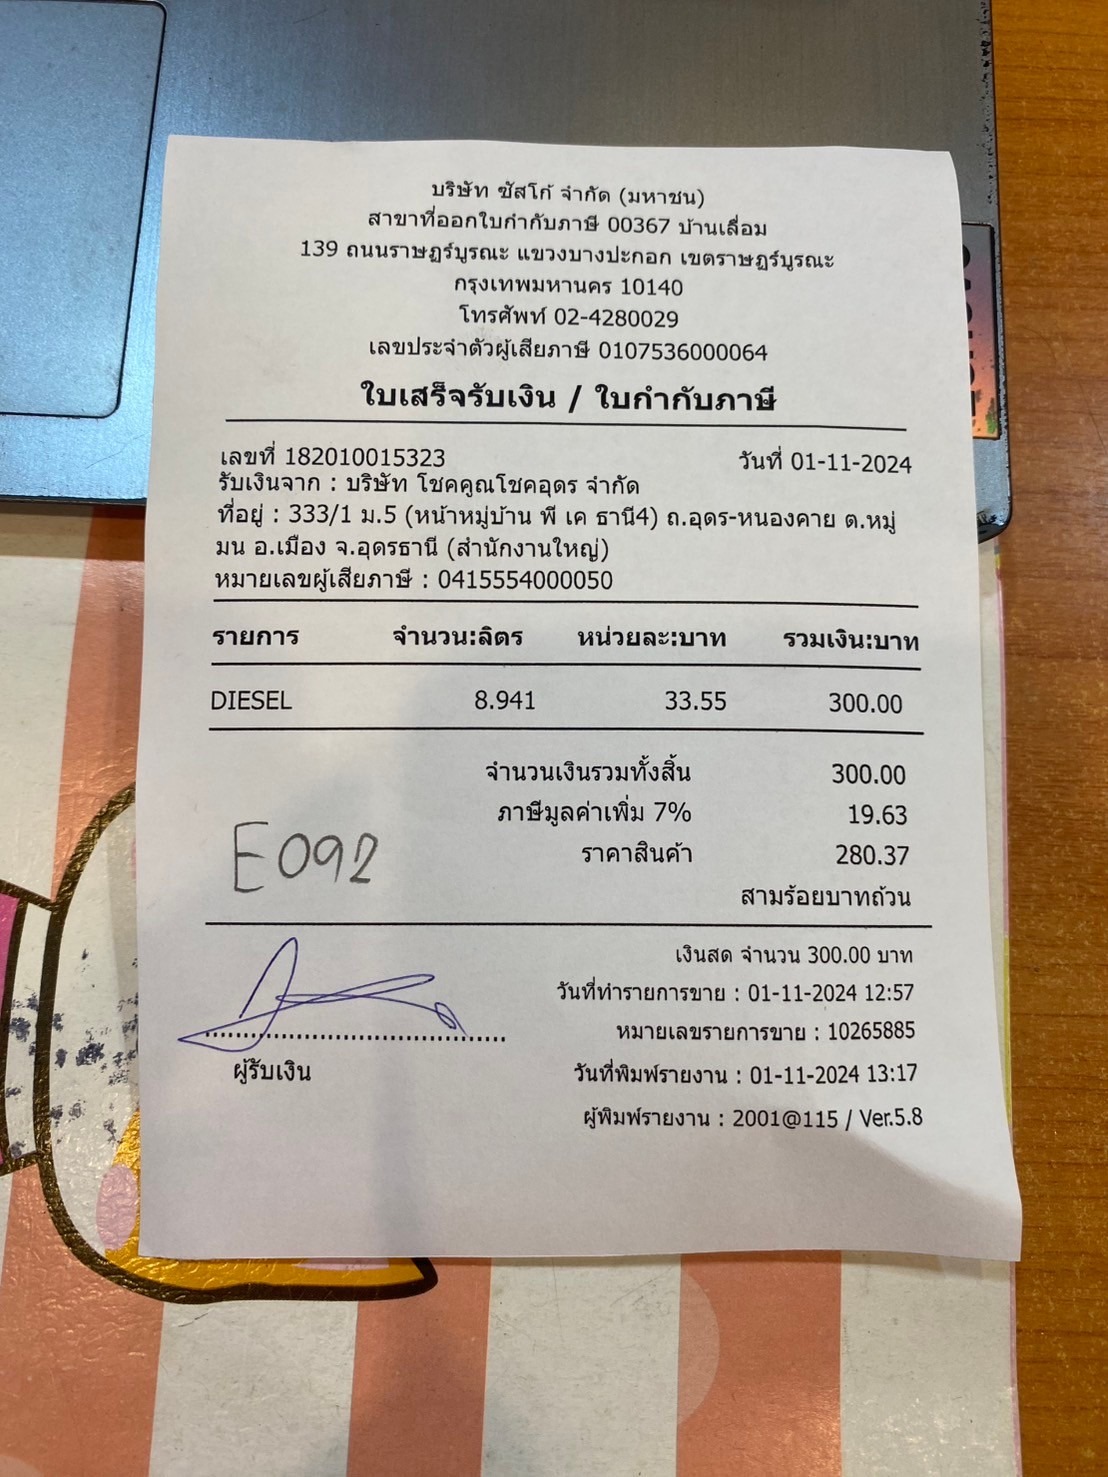 บริษัท ซัสโก้ จำกัด (มหาชน)
สาขาที่ออกใบกำกับภาษี 00367 บ้านเลื่อม
139 ถนนราษฏร์บูรณะ แขวงบางปะกอก เขตราษฏร์บูรณะ
กรุงเทพมหานคร 10140
โทรศัพท์ 02-4280029
เลขประจำตัวผู้เสียภาษี 0107536000064
ใบเสร็จรับเงิน / ใบกำกับภาษี
เลขที่ 182010015323 วันที่ 01-11-2024
รับเงินจาก : บริษัท โชคคูณโชคอุดร จำกัด
ที่อยู่ : 333/1 ม.5 (หน้าหมู่บ้าน พี เค ธานี4) ถ.อุดร-หนองคาย ต.หมู
มน อ.เมือง จ.อุดรธานี (สำนักงานใหญ่)
หมายเลขผู้เสียภาษี : 0415554000050
รายการ จำนวน:ลิตร หน่วยละ:บาท รวมเงิน:บาท
DIESEL 8.941 33.55 300.00
จำนวนเงินรวมทั้งสิ้น 300.00
ภาษีมูลค่าเพิ่ม 7% 19.63
ราคาสินค้า 280.37
E092
สามร้อยบาทถ้วน
เงินสด จำนวน 300.00 บาท
วันที่ทำรายการขาย : 01-11-2024 12:57
หมายเลขรายการขาย : 10265885
ผู้รับเงิน
วันที่พิมพ์รายงาน : 01-11-2024 13:17
ผู้พิมพ์รายงาน : 2001@115 / Ver.5.8